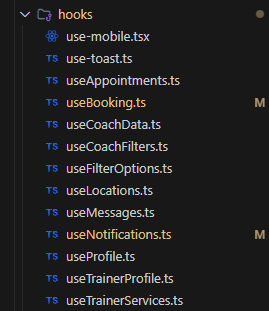 hooks
use-mobile.tsx
TS use-toast.ts
TS useAppointments.ts
TS useBooking.ts M
TS useCoachData.ts
TS useCoachFilters.ts
TS useFilterOptions.ts
TS useLocations.ts
TS useMessages.ts
TS useNotifications.ts M
TS useProfile.ts
TS useTrainerProfile.ts
TS useTrainerServices.ts